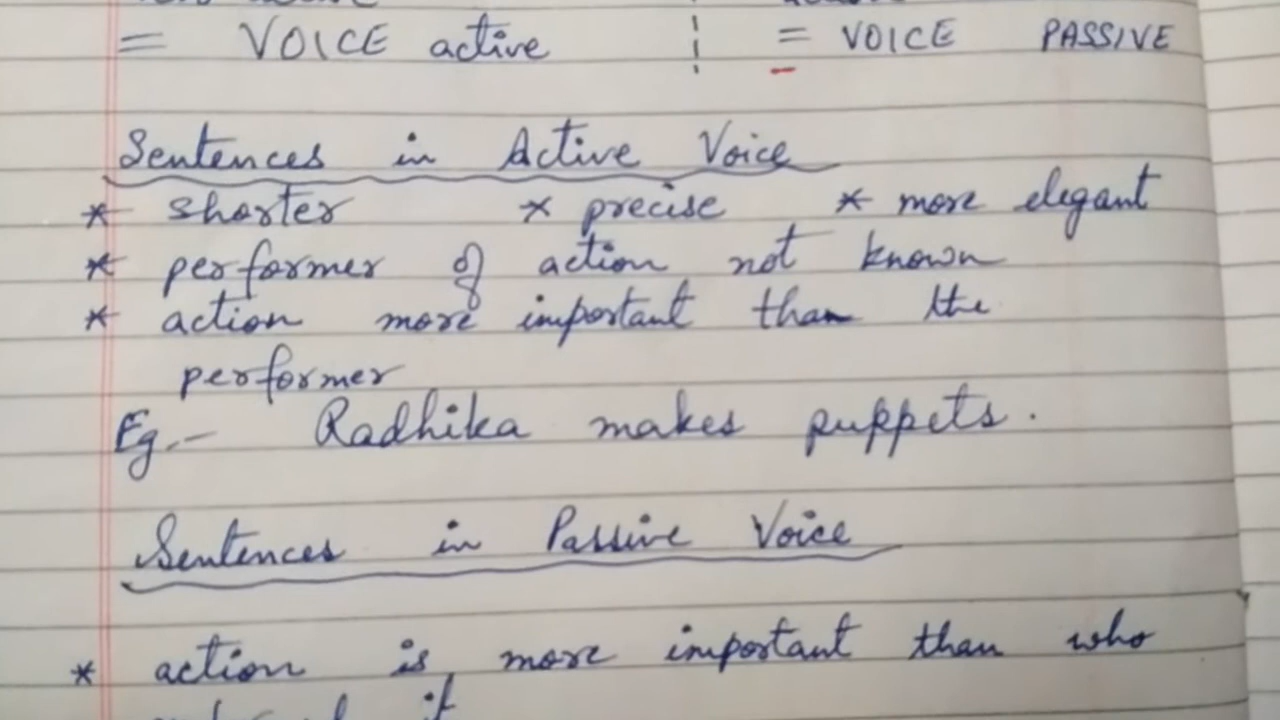 = VOICE active = VOICE PASSIVE
Sentences in Active Voice
* shorter * precise * more elegant
* performer of action not known
* action more important than the
performer
Eg.- Radhika makes puppets.
Sentences in Passive Voice
* action is more important than who
it